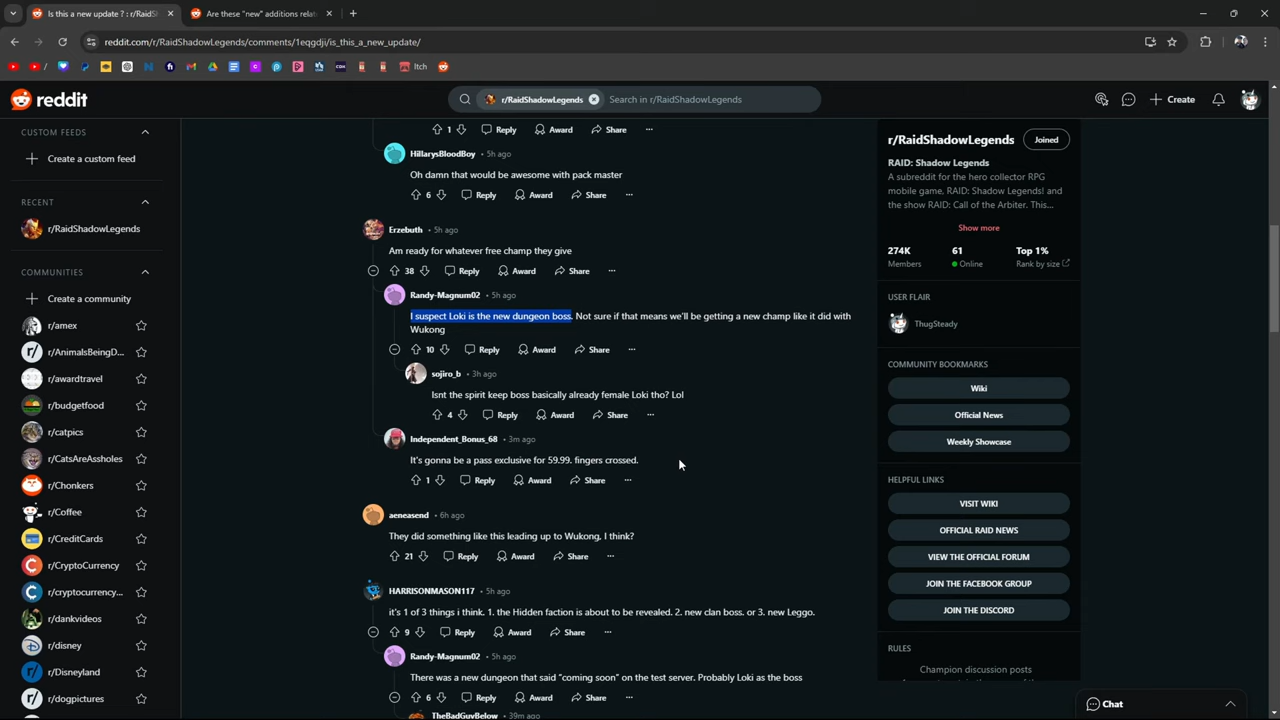 Is this a new update ? : r/RaidS
Are these "new" additions rela
reddit.com/r/RaidShadowLegends/comments/1eqgdji/is_this_a_new_update/
Itch
reddit
r/RaidShadowLegends
Search in r/RaidShadowLegends
Create
CUSTOM FEEDS
Create a custom feed
RECENT
r/RaidShadowLegends
COMMUNITIES
Create a community
r/amex
r/AnimalsBeingD...
r/awardtravel
r/budgetfood
r/catpics
r/CatsAreAssholes
r/Chonkers
r/Coffee
r/CreditCards
r/CryptoCurrency
r/cryptocurrency...
r/dankvideos
r/disney
r/Disneyland
r/dogpictures
1 Reply Award Share ...
HillarysBloodBoy • 5h ago
Oh damn that would be awesome with pack master
6 Reply Award Share ...
Erzebuth • 5h ago
Am ready for whatever free champ they give
38 Reply Award Share ...
Randy-Magnum02 • 5h ago
I suspect Loki is the new dungeon boss. Not sure if that means we'll be getting a new champ like it did with
Wukong
10 Reply Award Share ...
sojiro_b • 3h ago
Isnt the spirit keep boss basically already female Loki tho? Lol
4 Reply Award Share ...
Independent_Bonus_68 • 3m ago
It's gonna be a pass exclusive for 59.99. fingers crossed.
1 Reply Award Share ...
aeneasend • 6h ago
They did something like this leading up to Wukong, I think?
21 Reply Award Share ...
HARRISONMASON117 • 5h ago
it's 1 of 3 things i think. 1. the Hidden faction is about to be revealed. 2. new clan boss. or 3. new Leggo.
9 Reply Award Share ...
Randy-Magnum02 • 5h ago
There was a new dungeon that said "coming soon" on the test server. Probably Loki as the boss
6 Reply Award Share ...
TheBadGuyBelow • 39m ago
r/RaidShadowLegends
Joined
RAID: Shadow Legends
A subreddit for the hero collector RPG
mobile game, RAID: Shadow Legends! and
the show RAID: Call of the Arbiter. This...
Show more
274K 61 Top 1%
Members Online Rank by size
USER FLAIR
ThugSteady
COMMUNITY BOOKMARKS
Wiki
Official News
Weekly Showcase
HELPFUL LINKS
VISIT WIKI
OFFICIAL RAID NEWS
VIEW THE OFFICIAL FORUM
JOIN THE FACEBOOK GROUP
JOIN THE DISCORD
RULES
Champion discussion posts
Chat